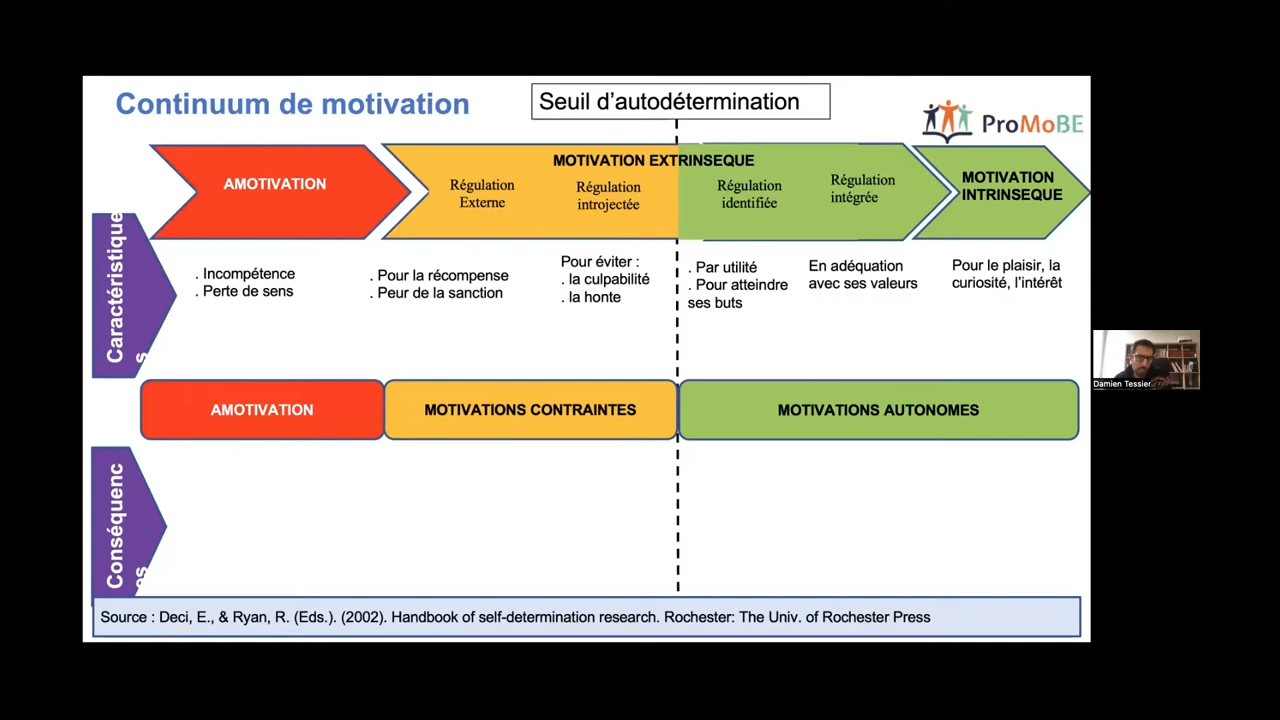 Continuum de motivation
Seuil d'autodétermination
ProMoBE
AMOTIVATION
MOTIVATION EXTRINSEQUE
Régulation
Externe
Régulation
introjectée
Régulation
identifiée
Régulation
intégrée
MOTIVATION
INTRINSEQUE
Caractéristique
s
. Incompétence
. Perte de sens
. Pour la récompense
. Peur de la sanction
Pour éviter :
. la culpabilité
. la honte
. Par utilité
. Pour atteindre
ses buts
En adéquation
avec ses valeurs
Pour le plaisir, la
curiosité, l'intérêt
AMOTIVATION
MOTIVATIONS CONTRAINTES
MOTIVATIONS AUTONOMES
Conséquenc
es
Source : Deci, E., & Ryan, R. (Eds.). (2002). Handbook of self-determination research. Rochester: The Univ. of Rochester Press
Damien Tessier